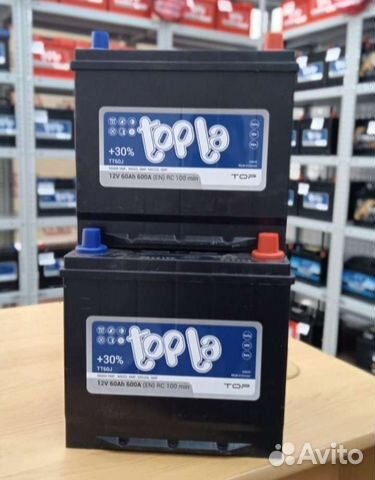 topla
+30%
TT60J
12V 60Ah 600A (EN) RC 100 min
TOP
topla
+30%
TT60J
12V 60Ah 600A (EN) RC 100 min
TOP
Avito